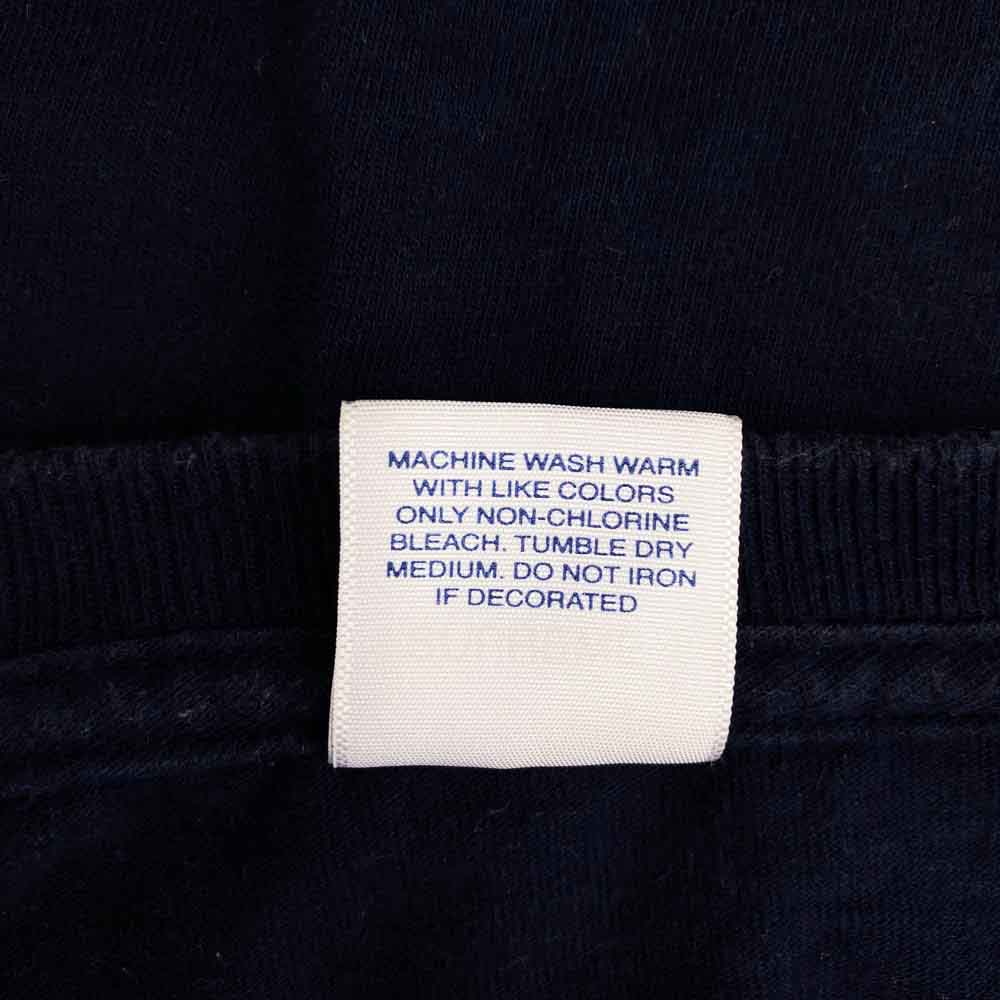 MACHINE WASH WARM
WITH LIKE COLORS
ONLY NON-CHLORINE
BLEACH. TUMBLE DRY
MEDIUM. DO NOT IRON
IF DECORATED